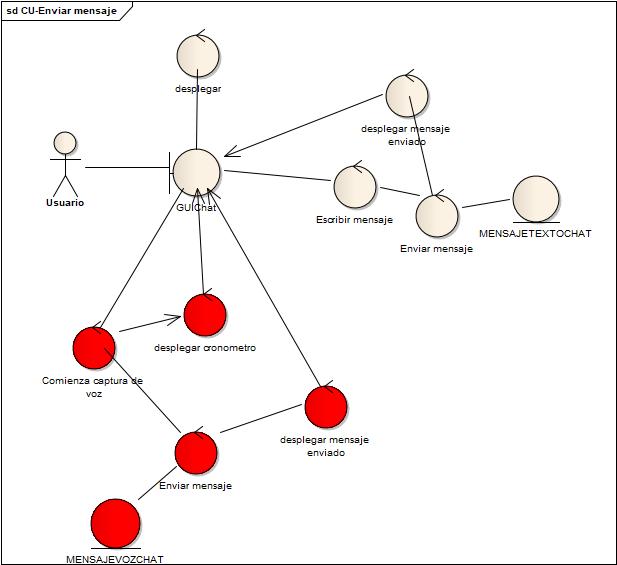 sd CU-Enviar mensaje
desplegar
desplegar mensaje
enviado
Usuario
GUIChat
Escribir mensaje
Enviar mensaje
MENSAJETEXTOCHAT
desplegar cronometro
Comienza captura de
voz
desplegar mensaje
enviado
Enviar mensaje
MENSAJEVOZCHAT